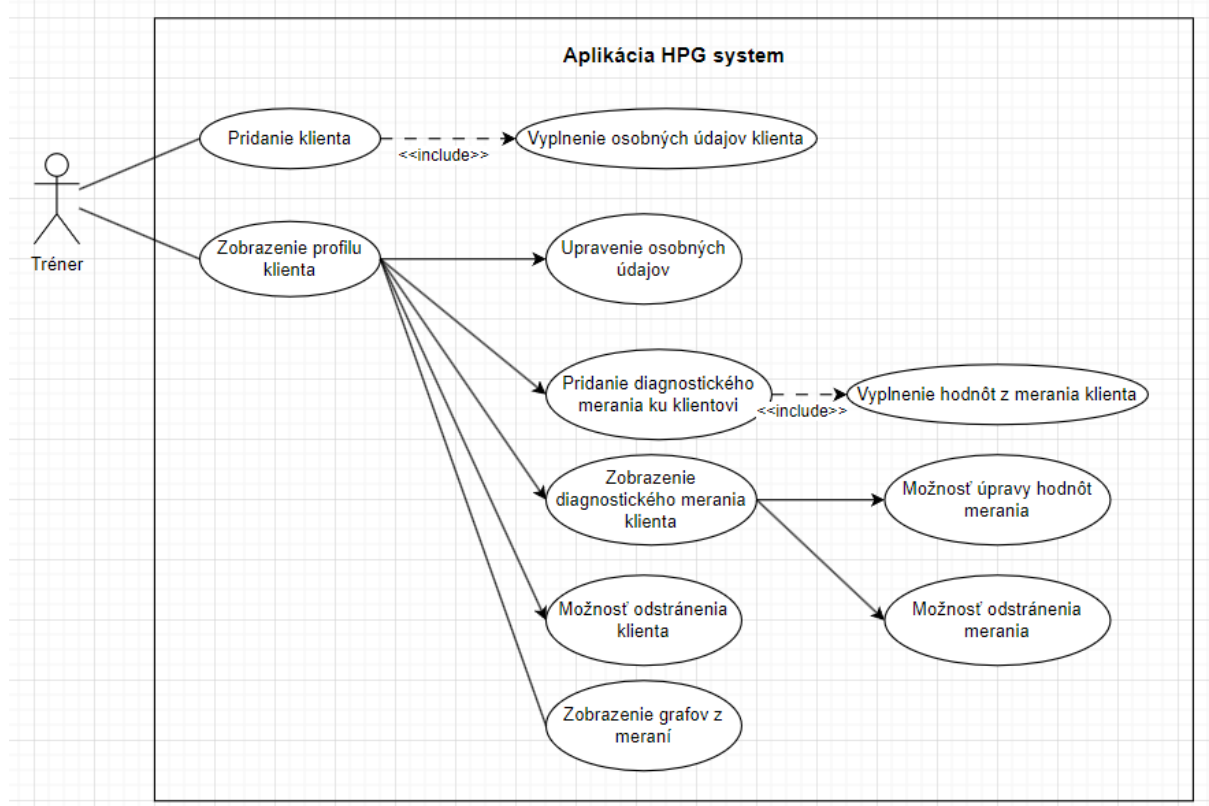 Aplikácia HPG system
Pridanie klienta
<<include>>
Vyplnenie osobných údajov klienta
Tréner
Zobrazenie profilu
klienta
Upravenie osobných
údajov
Pridanie diagnostického
merania ku klientovi
<<include>>
Vyplnenie hodnôt z merania klienta
Zobrazenie
diagnostického merania
klienta
Možnosť úpravy hodnôt
merania
Možnosť odstránenia
klienta
Možnosť odstránenia
merania
Zobrazenie grafov z
meraní